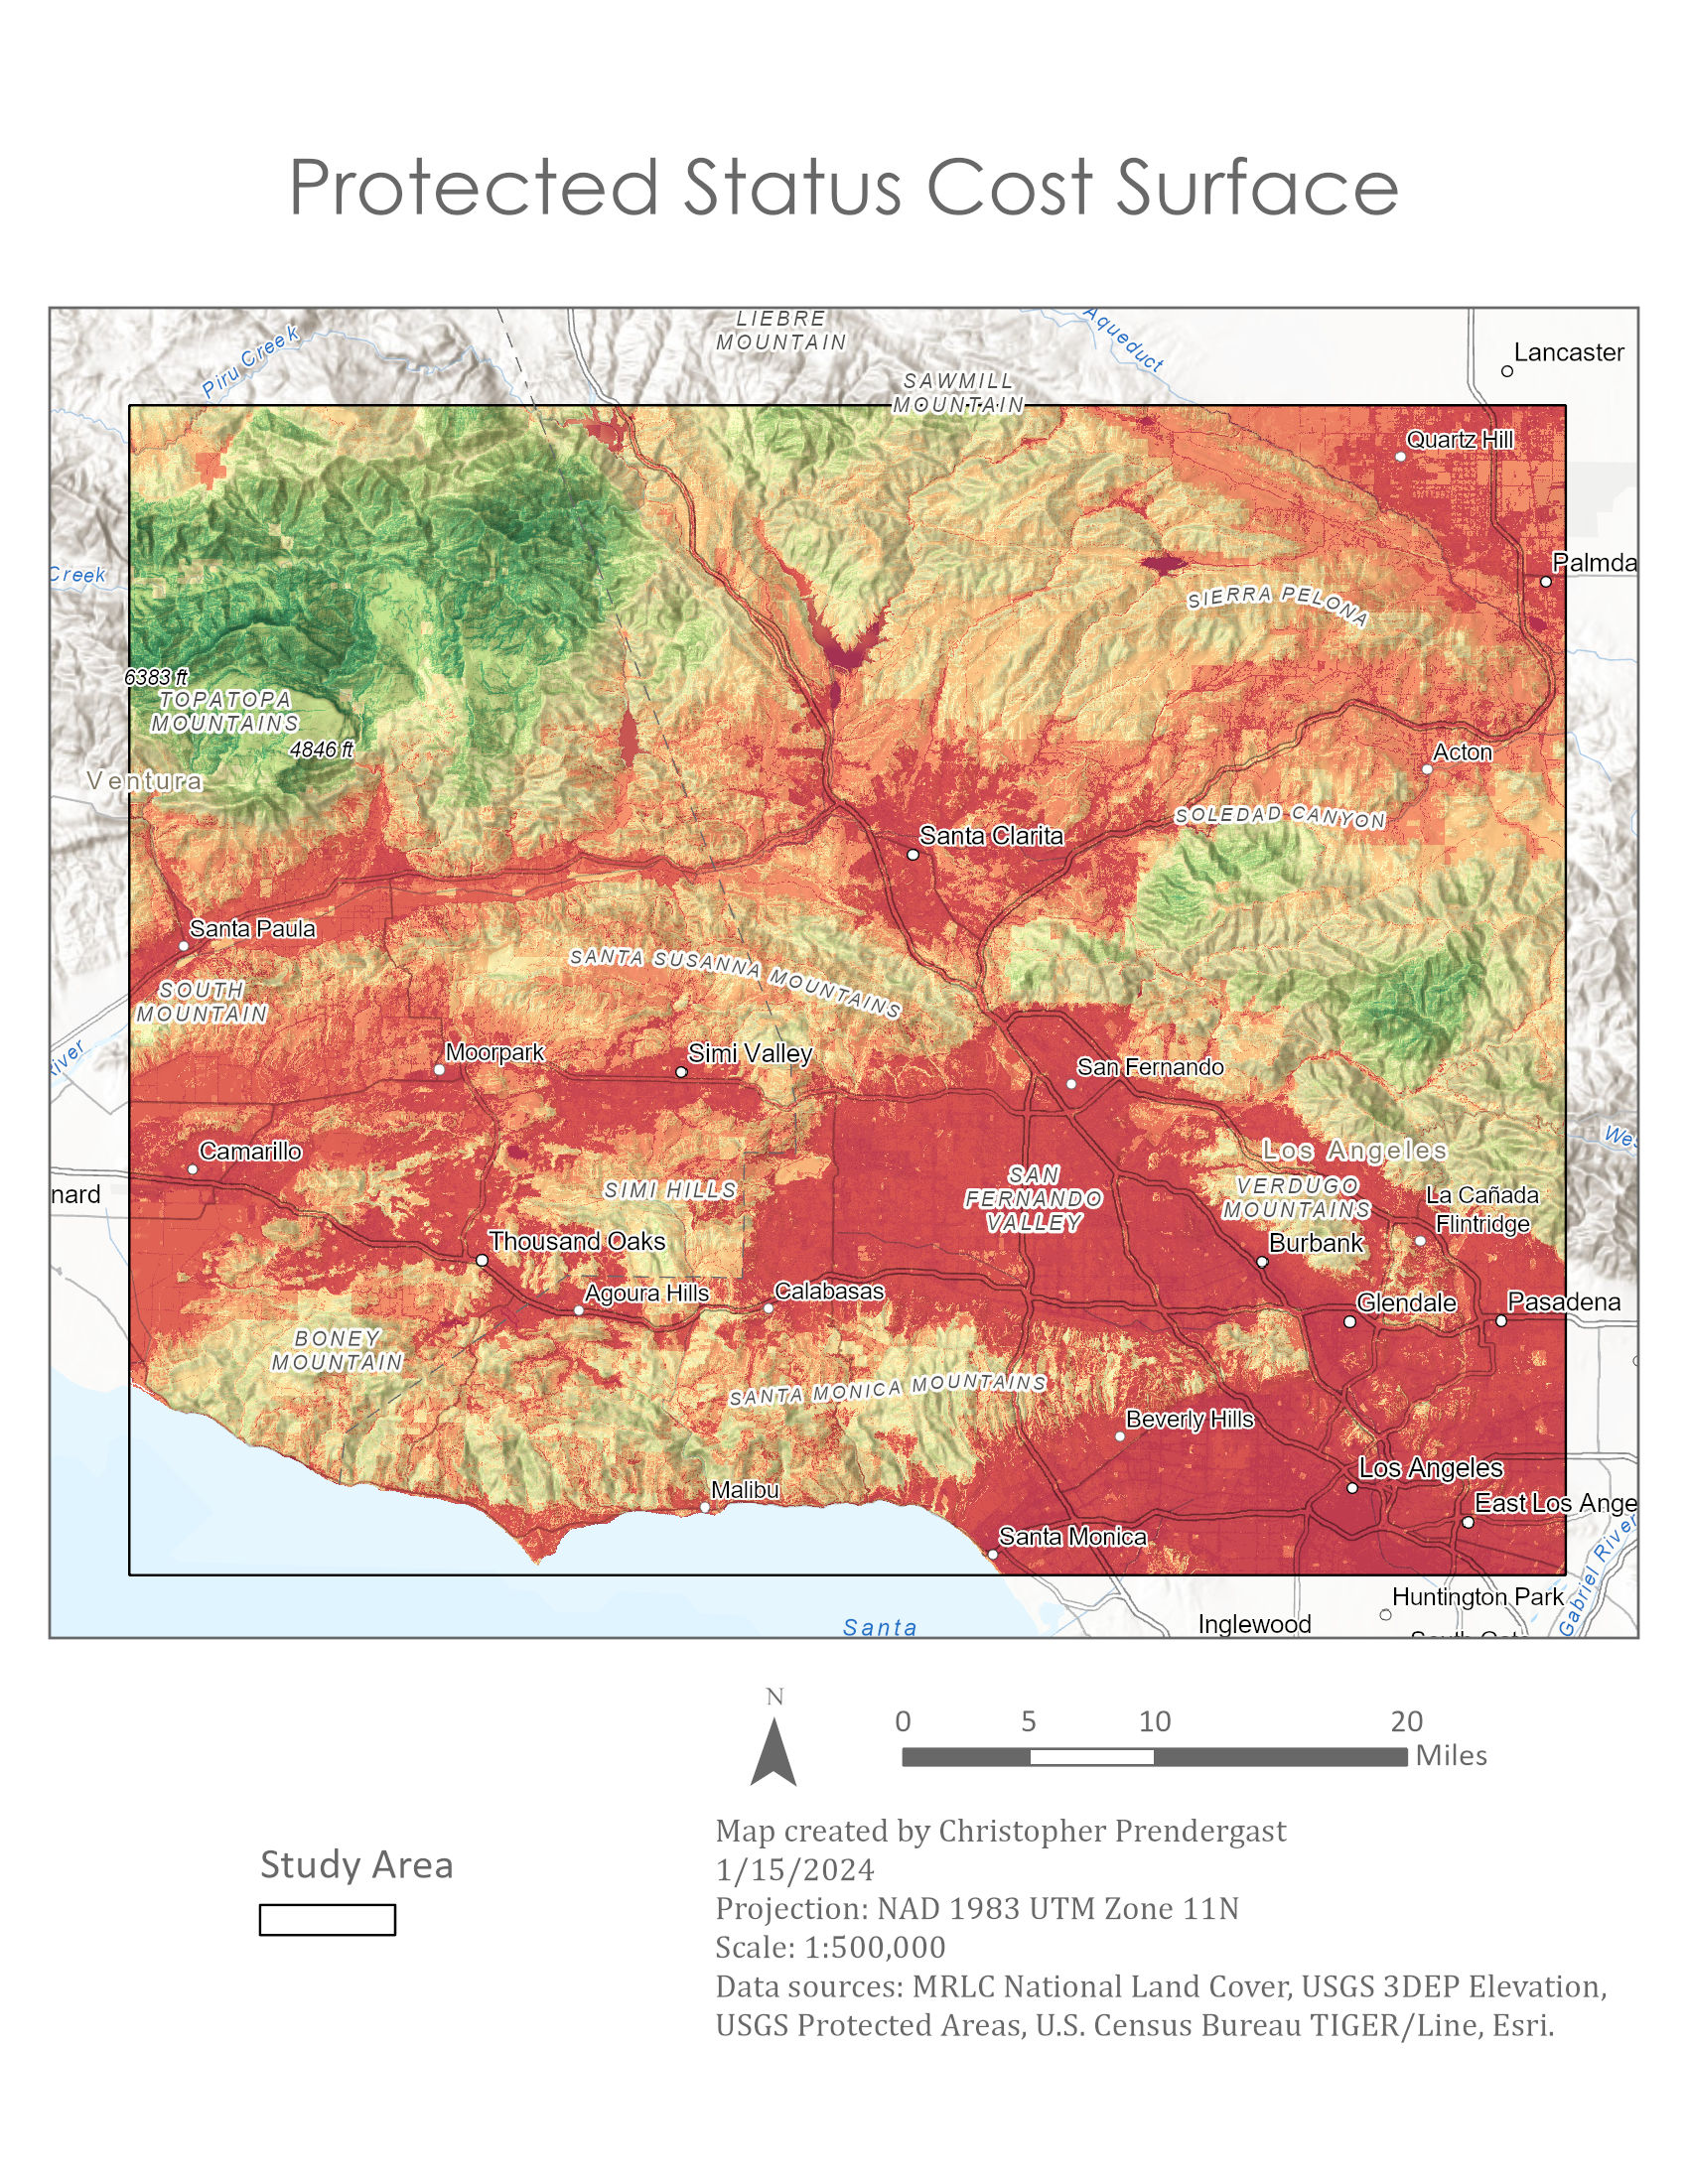 Protected Status Cost Surface
LIEBRE
MOUNTAIN
Aqueduct
Piru Creek
Lancaster
SAWMILL
MOUNTAIN
Quartz Hill
Creek
Palmda
SIERRA PELONA
6383 ft
TOPATOPA
MOUNTAINS
4846 ft
Ventura
Acton
SOLEDAD CANYON
Santa Clarita
Santa Paula
SANTA SUSANNA MOUNTAINS
SOUTH
MOUNTAIN
River
Moorpark
Simi Valley
San Fernando
Camarillo
Los Angeles
Wes
nard
SIMI HILLS
SAN
FERNANDO
VALLEY
VERDUGO
MOUNTAINS
La Cañada
Flintridge
Thousand Oaks
Burbank
Agoura Hills
Calabasas
Glendale
Pasadena
BONEY
MOUNTAIN
SANTA MONICA MOUNTAINS
Beverly Hills
Los Angeles
Malibu
East Los Ange
Santa Monica
Gabriel River
Huntington Park
Santa
Inglewood
N
0 5 10 20
Miles
Study Area
Map created by Christopher Prendergast
1/15/2024
Projection: NAD 1983 UTM Zone 11N
Scale: 1:500,000
Data sources: MRLC National Land Cover, USGS 3DEP Elevation,
USGS Protected Areas, U.S. Census Bureau TIGER/Line, Esri.